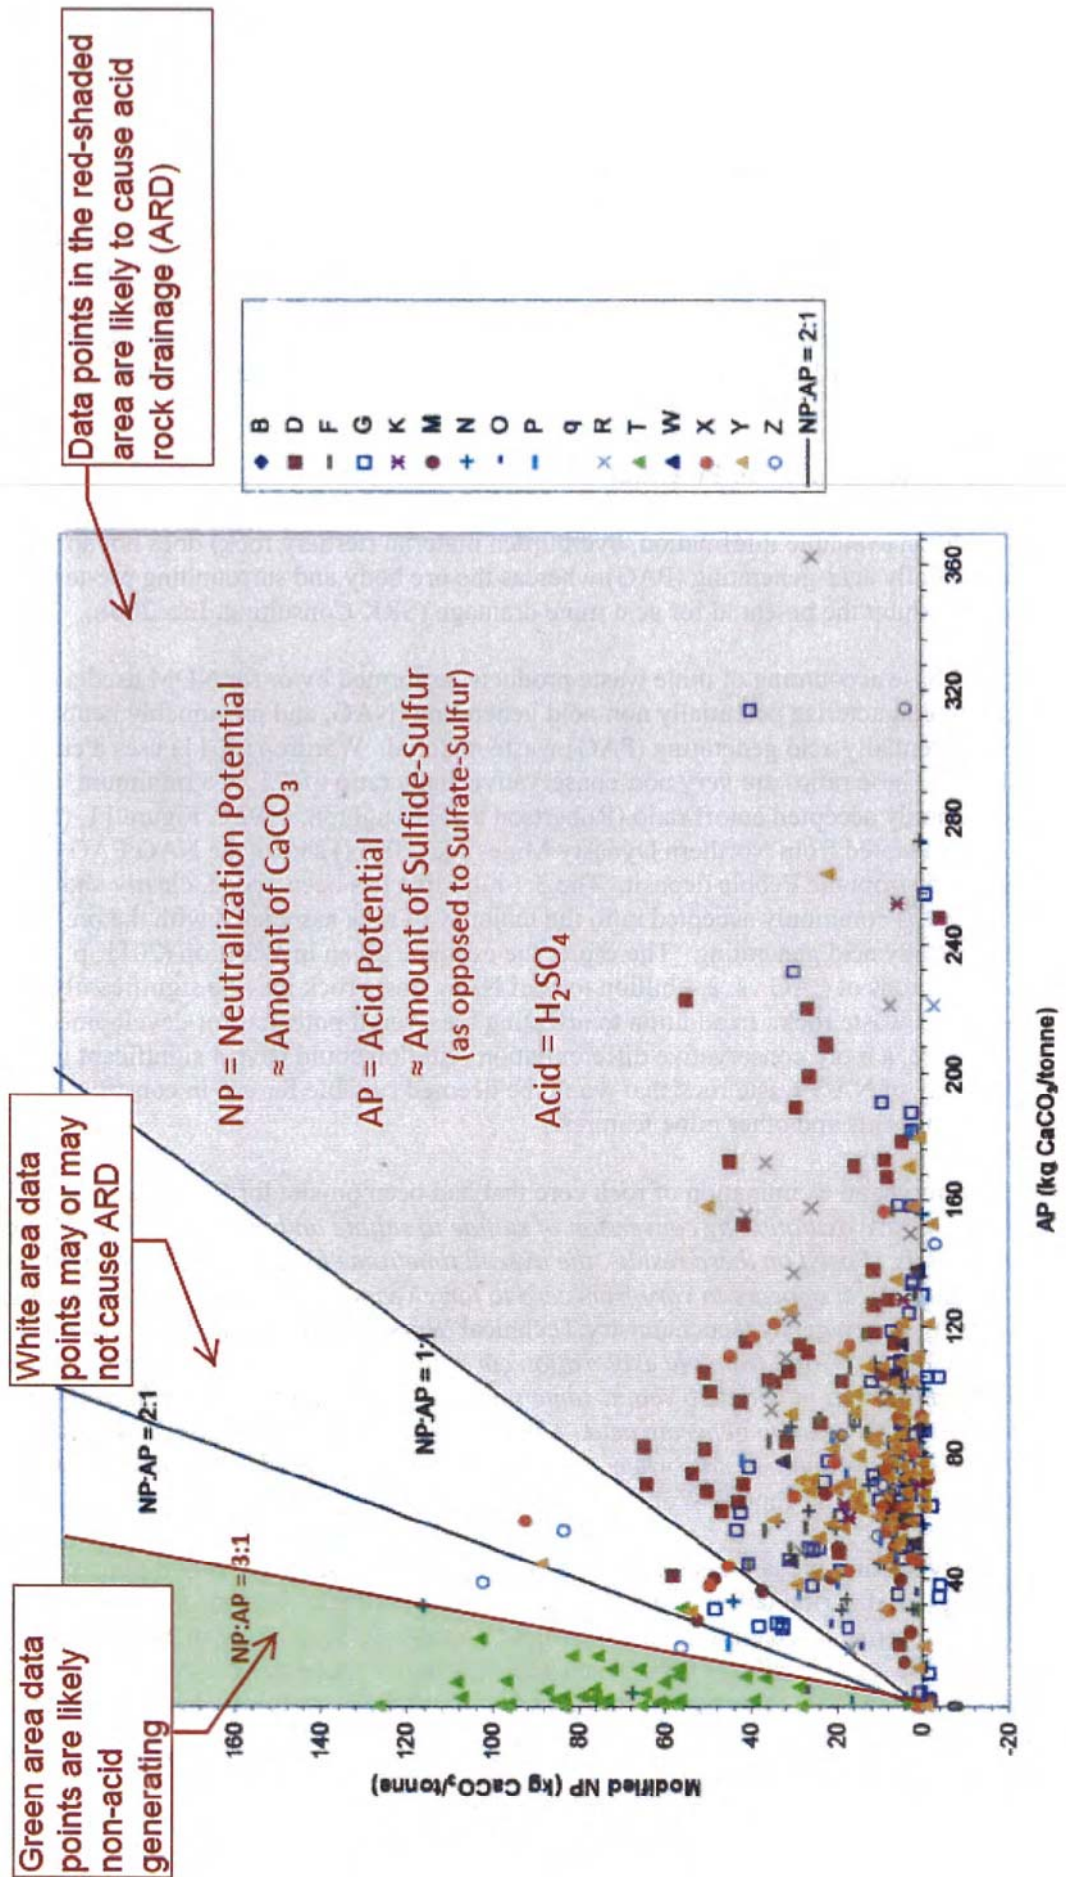 Green area data
points are likely
non-acid
generating
White area data
points may or may
not cause ARD
Data points in the red-shaded
area are likely to cause acid
rock drainage (ARD)
NP:AP = 3:1
NP:AP = 2:1
NP:AP = 1:1
NP = Neutralization Potential
≈ Amount of CaCO3
AP = Acid Potential
≈ Amount of Sulfide-Sulfur
(as opposed to Sulfate-Sulfur)
Acid = H2SO4
Modified NP (kg CaCO3/tonne)
160
140
120
100
80
60
40
20
0
-20
0
40
80
120
160
200
240
280
320
360
AP (kg CaCO3/tonne)
B
D
F
G
K
M
N
O
P
q
R
T
W
X
Y
Z
NP:AP = 2:1